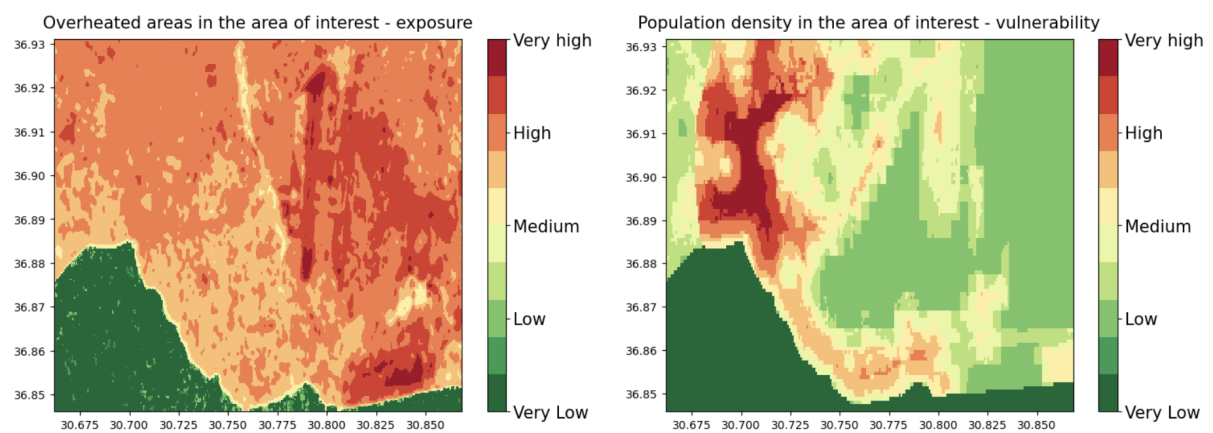 Overheated areas in the area of interest - exposure
36.93
36.92
36.91
36.90
36.89
36.88
36.87
36.86
36.85
30.675 30.700 30.725 30.750 30.775 30.800 30.825 30.850
Very high
High
Medium
Low
Very Low
Population density in the area of interest - vulnerability
36.93
36.92
36.91
36.90
36.89
36.88
36.87
36.86
36.85
30.675 30.700 30.725 30.750 30.775 30.800 30.825 30.850
Very high
High
Medium
Low
Very Low